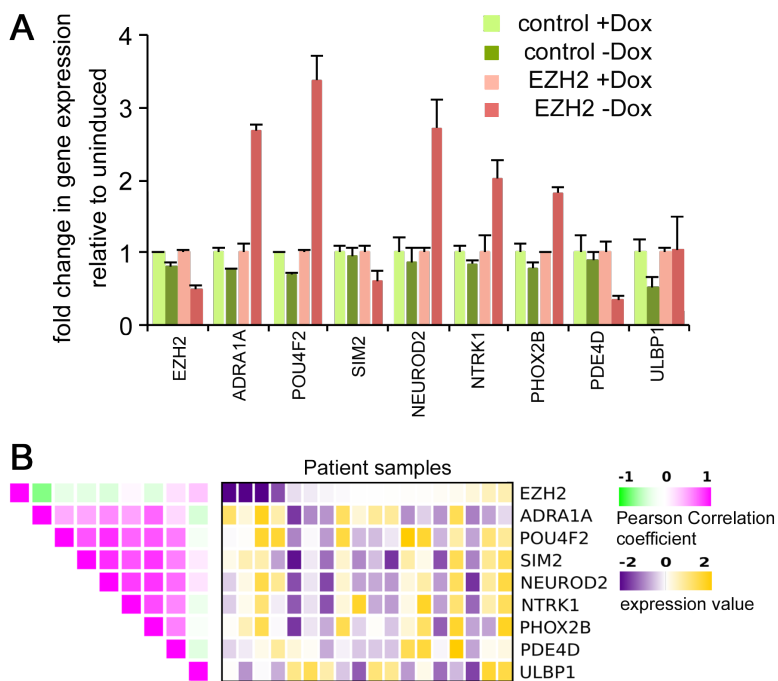 A
fold change in gene expression
relative to uninduced
4
3
2
1
0
control +Dox
control -Dox
EZH2 +Dox
EZH2 -Dox
EZH2
ADRA1A
POU4F2
SIM2
NEUROD2
NTRK1
PHOX2B
PDE4D
ULBP1
B
Patient samples
EZH2
ADRA1A
POU4F2
SIM2
NEUROD2
NTRK1
PHOX2B
PDE4D
ULBP1
-1 0 1
Pearson Correlation
coefficient
-2 0 2
expression value